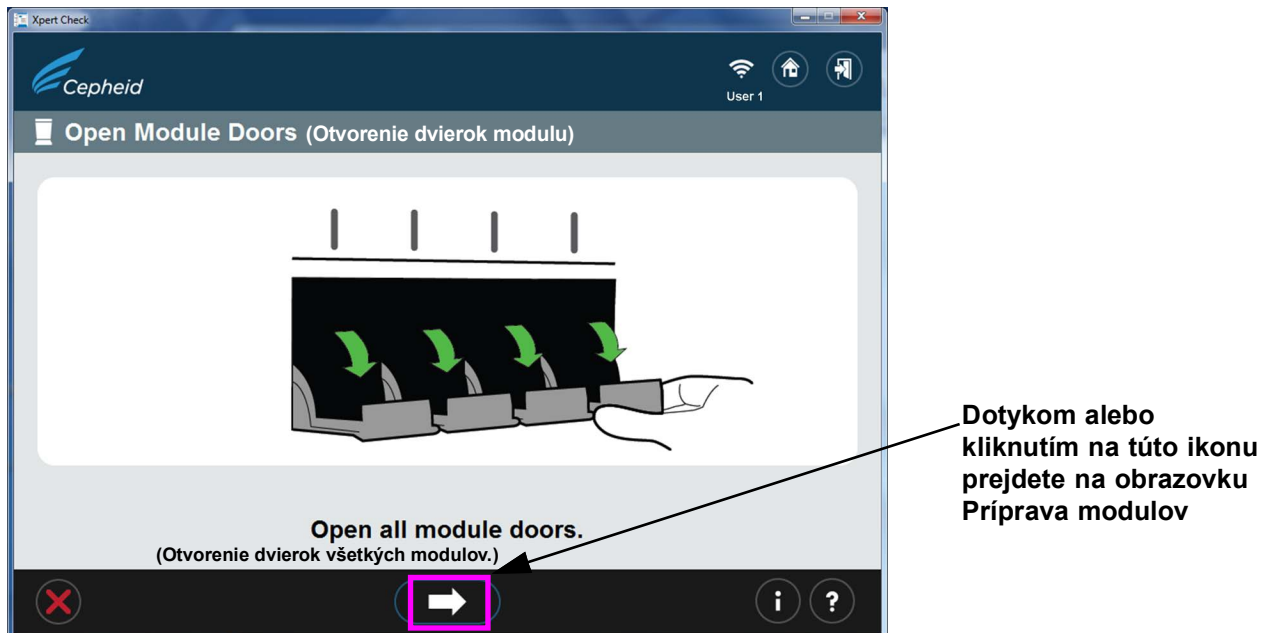 Xpert Check
Cepheid
User 1
Open Module Doors (Otvorenie dvierok modulu)
Open all module doors.
(Otvorenie dvierok všetkých modulov.)
i ?
Dotykom alebo
kliknutím na túto ikonu
prejdete na obrazovku
Príprava modulov